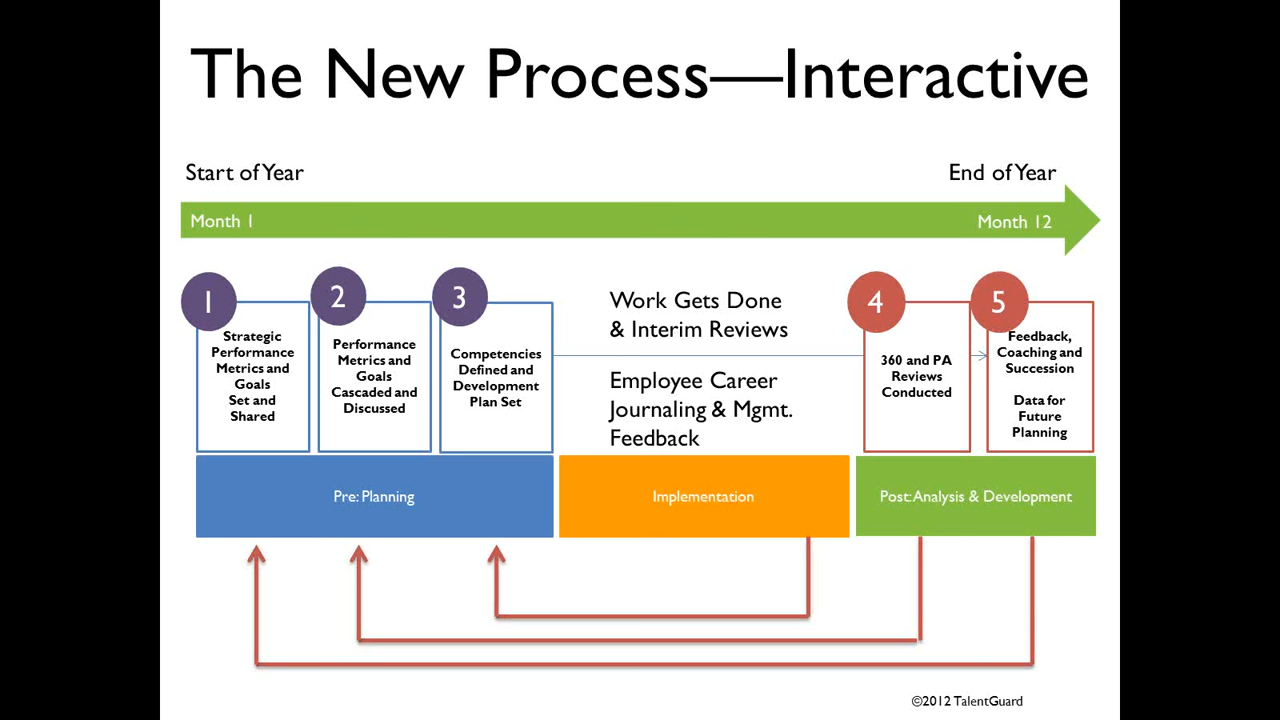 The New Process—Interactive
Start of Year
End of Year
Month 1
Month 12
1
Strategic
Performance
Metrics and
Goals
Set and
Shared
2
Performance
Metrics and
Goals
Cascaded and
Discussed
3
Competencies
Defined and
Development
Plan Set
Work Gets Done
& Interim Reviews
Employee Career
Journaling & Mgmt.
Feedback
4
360 and PA
Reviews
Conducted
5
Feedback,
Coaching and
Succession
Data for
Future
Planning
Pre: Planning
Implementation
Post: Analysis & Development
©2012 TalentGuard